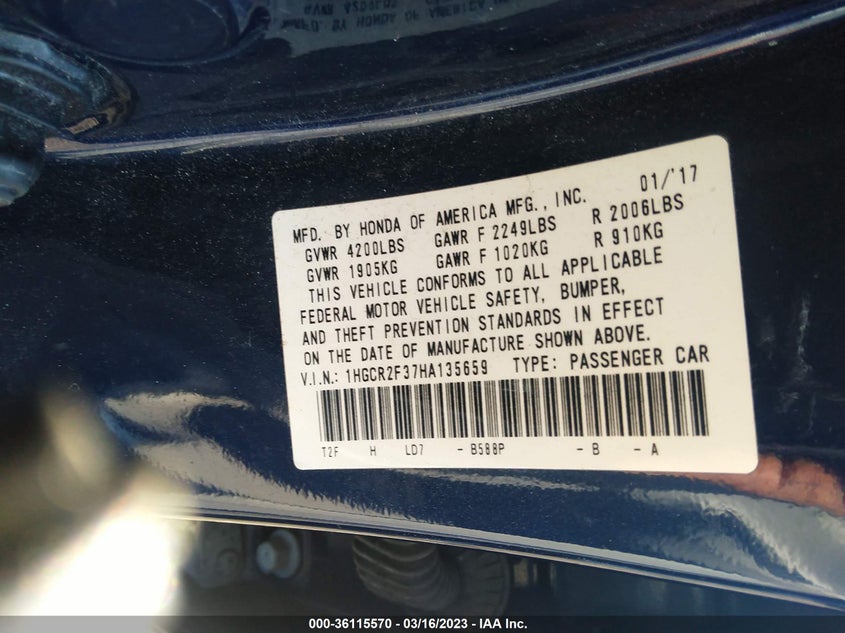 MFD. BY HONDA OF AMERICA MFG., INC. 01/'17
GVWR 4200LBS GAWR F 2249LBS R 2006LBS
GVWR 1905KG GAWR F 1020KG R 910KG
THIS VEHICLE CONFORMS TO ALL APPLICABLE
FEDERAL MOTOR VEHICLE SAFETY, BUMPER,
AND THEFT PREVENTION STANDARDS IN EFFECT
ON THE DATE OF MANUFACTURE SHOWN ABOVE.
V.I.N.: 1HGCR2F37HA135659 TYPE: PASSENGER CAR
T2F H LD7 - B588P - B - A
000-36115570 - 03/16/2023 - IAA Inc.